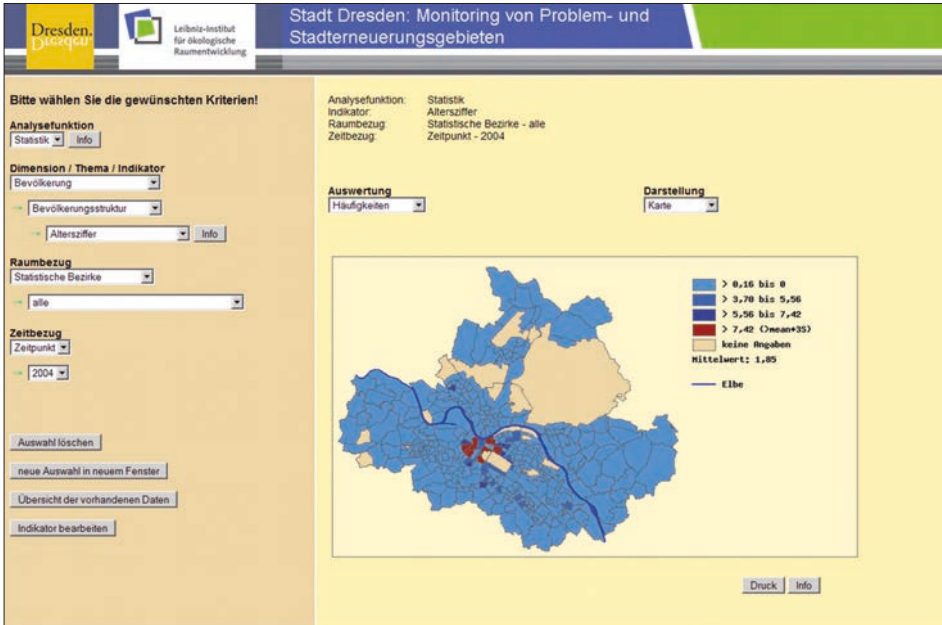 Dresden.
Dresden.
Leibniz-Institut
für ökologische
Raumentwicklung
Stadt Dresden: Monitoring von Problem- und
Stadterneuerungsgebieten
Bitte wählen Sie die gewünschten Kriterien!
Analysefunktion
Statistik Info
Dimension / Thema / Indikator
Bevölkerung
Bevölkerungsstruktur
Altersziffer Info
Raumbezug
Statistische Bezirke
alle
Zeitbezug
Zeitpunkt
2004
Auswahl löschen
neue Auswahl in neuem Fenster
Übersicht der vorhandenen Daten
Indikator bearbeiten
Analysefunktion: Statistik
Indikator: Altersziffer
Raumbezug: Statistische Bezirke - alle
Zeitbezug: Zeitpunkt - 2004
Auswertung
Häufigkeiten
Darstellung
Karte
> 0,16 bis 0
> 3,70 bis 5,56
> 5,56 bis 7,42
> 7,42 (>mean+3S)
keine Angaben
Mittelwert: 1,85
Elbe
Druck Info